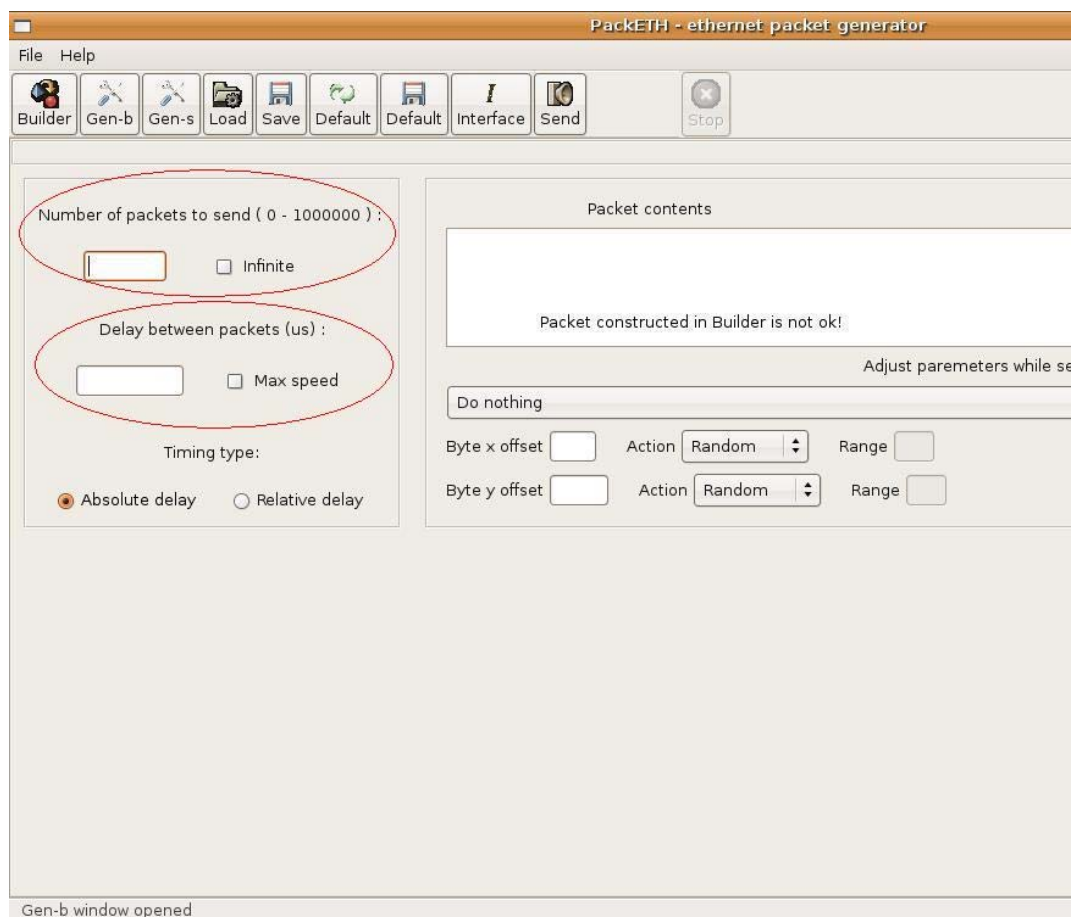 PackETH - ethernet packet generator
File Help
Builder Gen-b Gen-s Load Save Default Default Interface Send Stop
Number of packets to send ( 0 - 1000000 ) :
Infinite
Delay between packets (us) :
Max speed
Timing type:
Absolute delay Relative delay
Packet contents
Packet constructed in Builder is not ok!
Adjust paremeters while se
Do nothing
Byte x offset Action Random Range
Byte y offset Action Random Range
Gen-b window opened